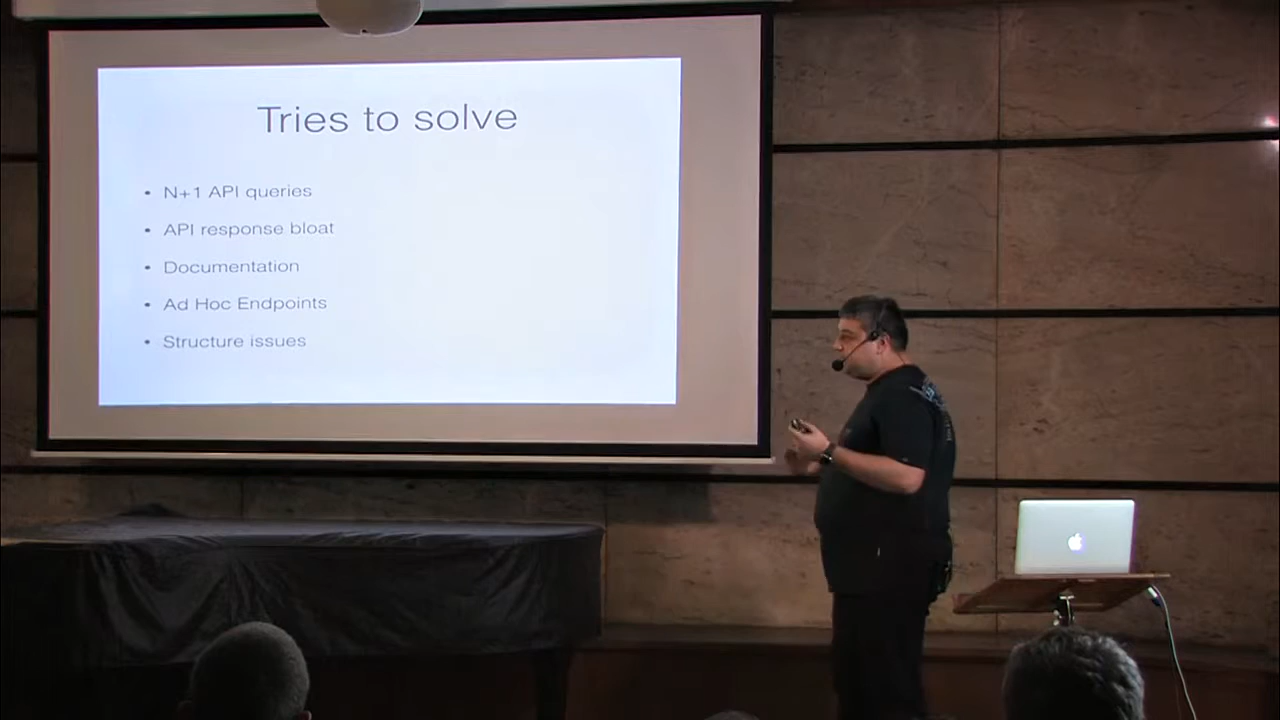 Tries to solve
• N+1 API queries
• API response bloat
• Documentation
• Ad Hoc Endpoints
• Structure issues